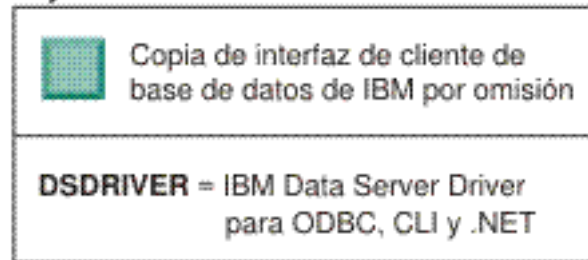 Copia de interfaz de cliente de
base de datos de IBM por omisión
DSDRIVER = IBM Data Server Driver
para ODBC, CLI y .NET